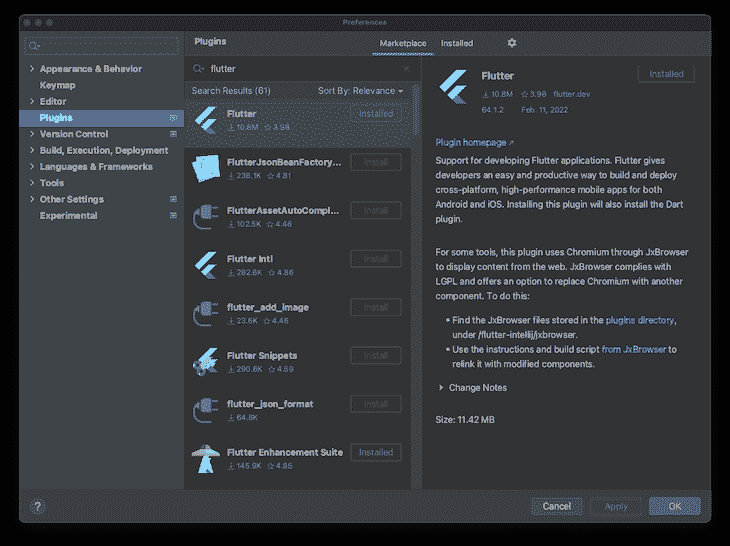 Preferences
Plugins
Marketplace
Installed
Appearance & Behavior
Keymap
Editor
Plugins
Version Control
Build, Execution, Deployment
Languages & Frameworks
Tools
Other Settings
Experimental
flutter
Search Results (61)
Sort By: Relevance
Flutter
10.8M 3.98
Installed
FlutterJsonBeanFactory...
236.1K 4.81
Install
FlutterAssetAutoCompl...
102.5K 4.46
Install
Flutter Intl
282.6K 4.86
Install
flutter_add_image
23.5K 4.46
Install
Flutter Snippets
290.6K 4.59
Install
flutter_json_format
64.8K
Install
Flutter Enhancement Suite
145.9K 4.85
Installed
Flutter
Installed
10.8M 3.98 flutter.dev
64.1.2 Feb. 11, 2022
Plugin homepage
Support for developing Flutter applications. Flutter gives
developers an easy and productive way to build and deploy
cross-platform, high-performance mobile apps for both
Android and iOS. Installing this plugin will also install the Dart
plugin.
For some tools, this plugin uses Chromium through JxBrowser
to display content from the web. JxBrowser complies with
LGPL and offers an option to replace Chromium with another
component. To do this:
• Find the JxBrowser files stored in the plugins directory,
under /flutter-intellij/jxbrowser.
• Use the instructions and build script from JxBrowser to
relink it with modified components.
Change Notes
Size: 11.42 MB
?
Cancel
Apply
OK